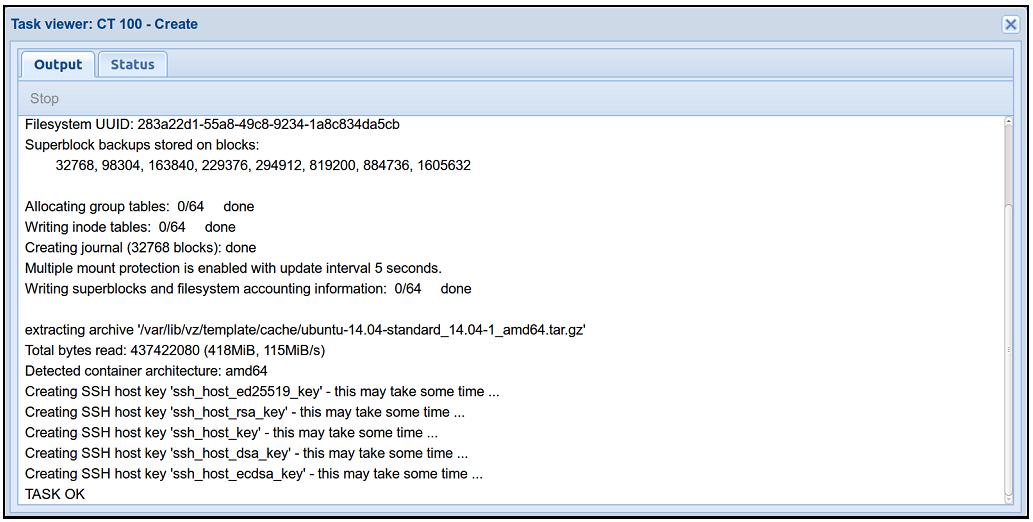 Task viewer: CT 100 - Create
Output Status
Stop
Filesystem UUID: 283a22d1-55a8-49c8-9234-1a8c834da5cb
Superblock backups stored on blocks:
32768, 98304, 163840, 229376, 294912, 819200, 884736, 1605632
Allocating group tables: 0/64 done
Writing inode tables: 0/64 done
Creating journal (32768 blocks): done
Multiple mount protection is enabled with update interval 5 seconds.
Writing superblocks and filesystem accounting information: 0/64 done
extracting archive '/var/lib/vz/template/cache/ubuntu-14.04-standard_14.04-1_amd64.tar.gz'
Total bytes read: 437422080 (418MiB, 115MiB/s)
Detected container architecture: amd64
Creating SSH host key 'ssh_host_ed25519_key' - this may take some time ...
Creating SSH host key 'ssh_host_rsa_key' - this may take some time ...
Creating SSH host key 'ssh_host_key' - this may take some time ...
Creating SSH host key 'ssh_host_dsa_key' - this may take some time ...
Creating SSH host key 'ssh_host_ecdsa_key' - this may take some time ...
TASK OK